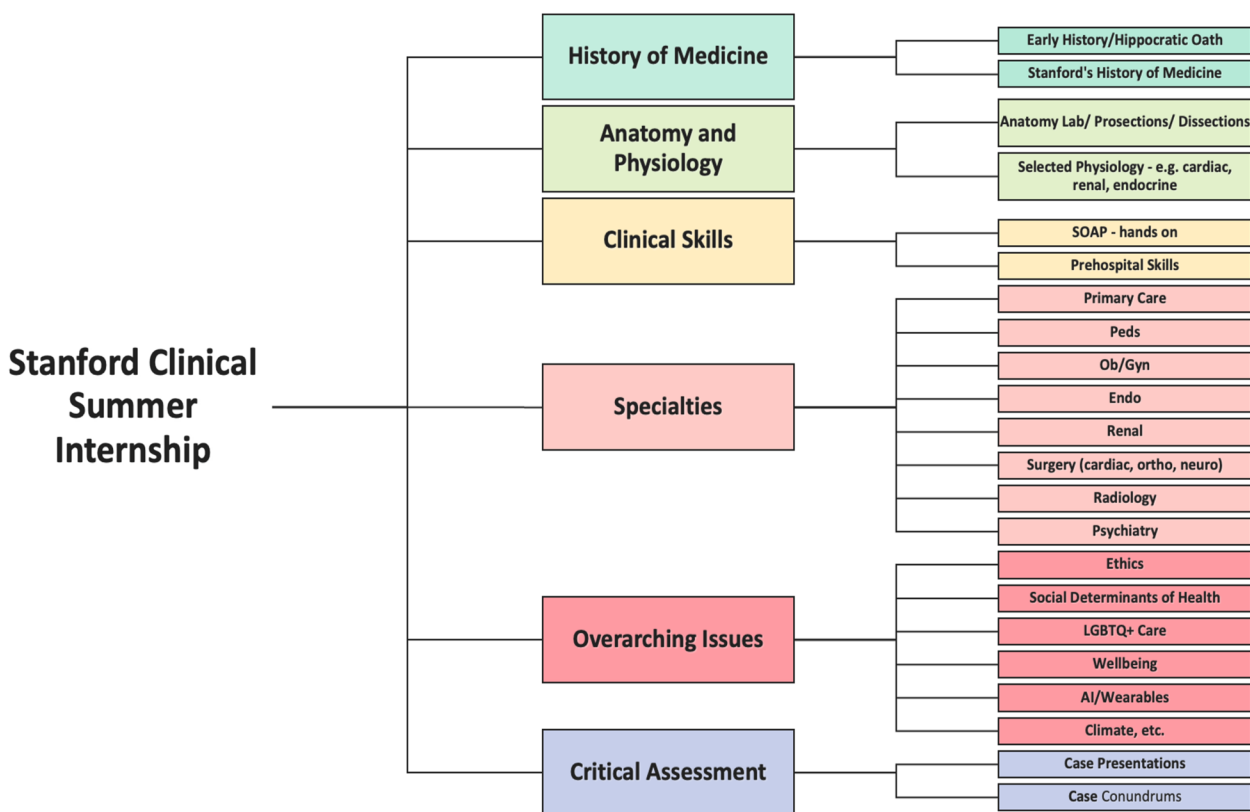 Stanford Clinical
Summer
Internship
History of Medicine
Early History/Hippocratic Oath
Stanford's History of Medicine
Anatomy and
Physiology
Anatomy Lab/ Prosections/ Dissections
Selected Physiology - e.g. cardiac,
renal, endocrine
Clinical Skills
SOAP - hands on
Prehospital Skills
Specialties
Primary Care
Peds
Ob/Gyn
Endo
Renal
Surgery (cardiac, ortho, neuro)
Radiology
Psychiatry
Overarching Issues
Ethics
Social Determinants of Health
LGBTQ+ Care
Wellbeing
AI/Wearables
Climate, etc.
Critical Assessment
Case Presentations
Case Conundrums